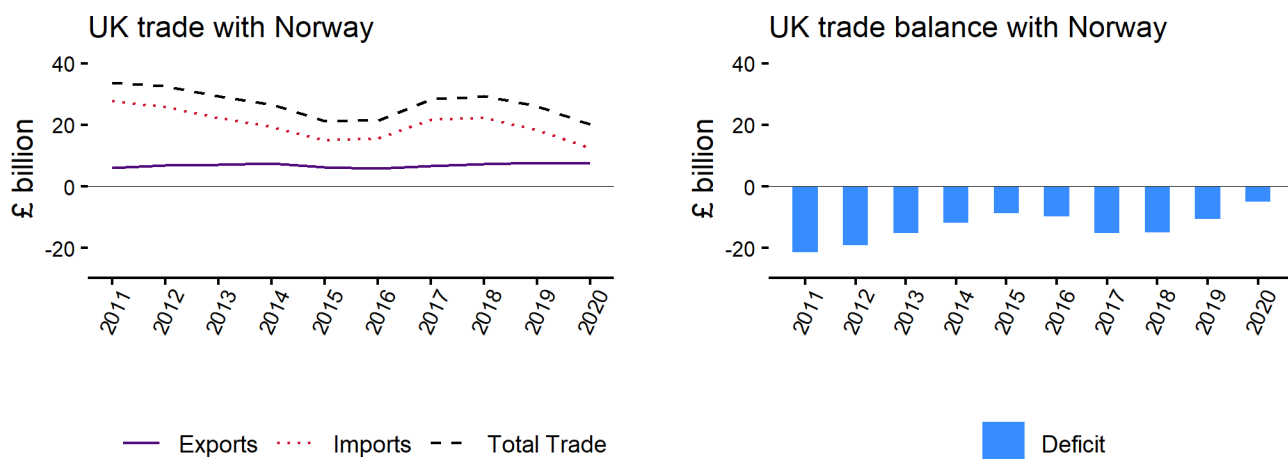 UK trade with Norway
40
20
0
-20
£ billion
2011 2012 2013 2014 2015 2016 2017 2018 2019 2020
Exports Imports Total Trade
UK trade balance with Norway
40
20
0
-20
£ billion
2011 2012 2013 2014 2015 2016 2017 2018 2019 2020
Deficit